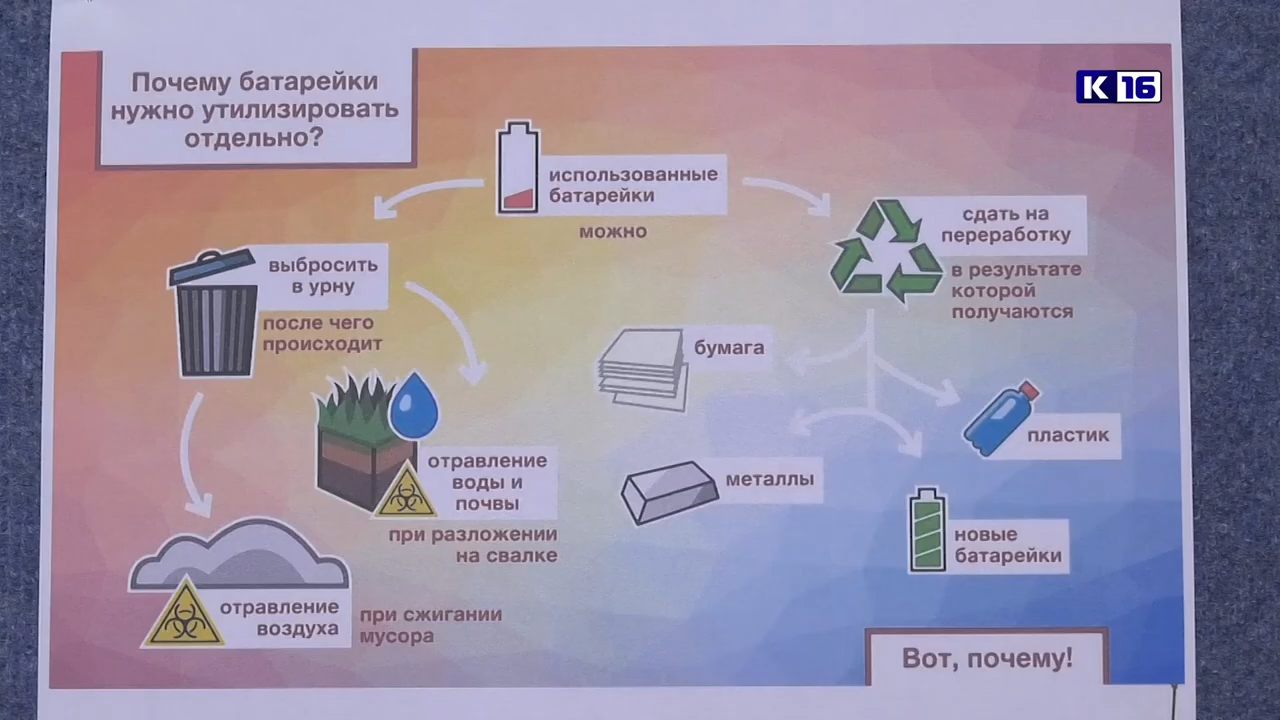 K 16
Почему батарейки
нужно утилизировать
отдельно?
использованные
батарейки
можно
выбросить
в урну
после чего
происходит
сдать на
переработку
в результате
которой
получаются
бумага
пластик
металлы
новые
батарейки
отравление
воды и
почвы
при разложении
на свалке
отравление
воздуха
при сжигании
мусора
Вот, почему!